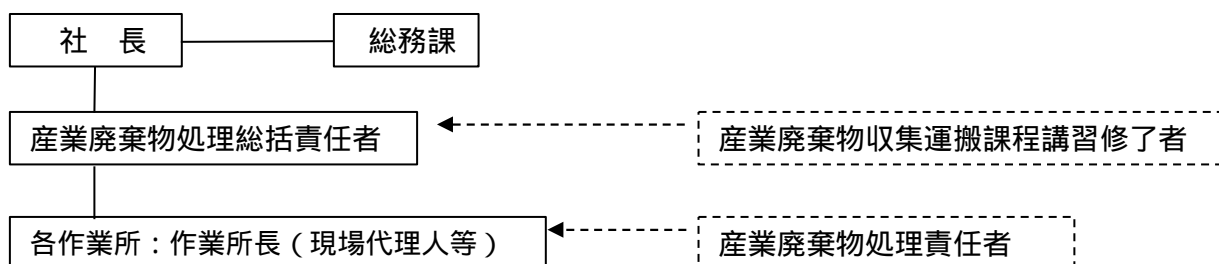 社　長
総務課
産業廃棄物処理総括責任者
産業廃棄物収集運搬課程講習修了者
各作業所：作業所長（現場代理人等）
産業廃棄物処理責任者